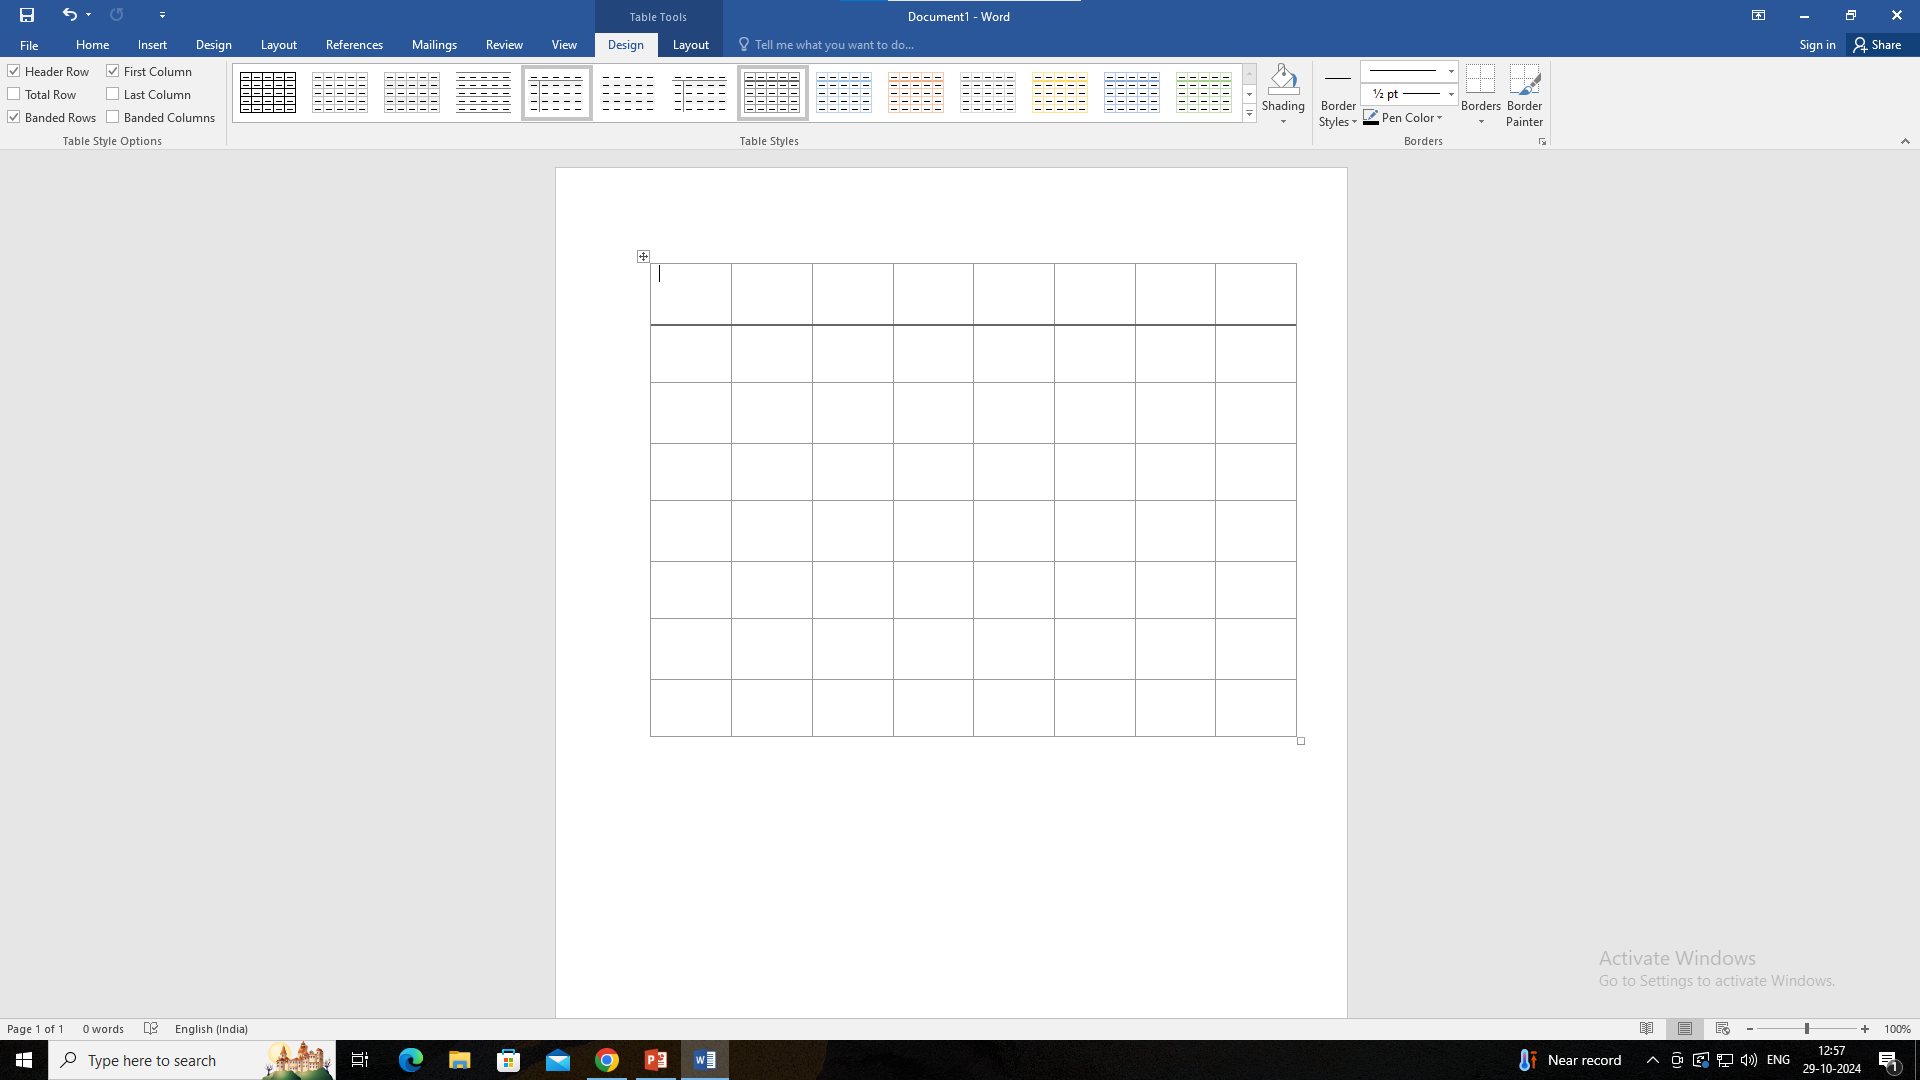 Table Tools
Document1 - Word
File Home Insert Design Layout References Mailings Review View Design Layout Tell me what you want to do... Sign in Share
Header Row First Column
Total Row Last Column
Banded Rows Banded Columns
Table Style Options
Table Styles
Shading
Border Styles
½ pt
Pen Color
Borders
Border Painter
Borders
Activate Windows
Go to Settings to activate Windows.
Page 1 of 1 0 words English (India) 100%
Type here to search
Near record
ENG
12:57
29-10-2024
1